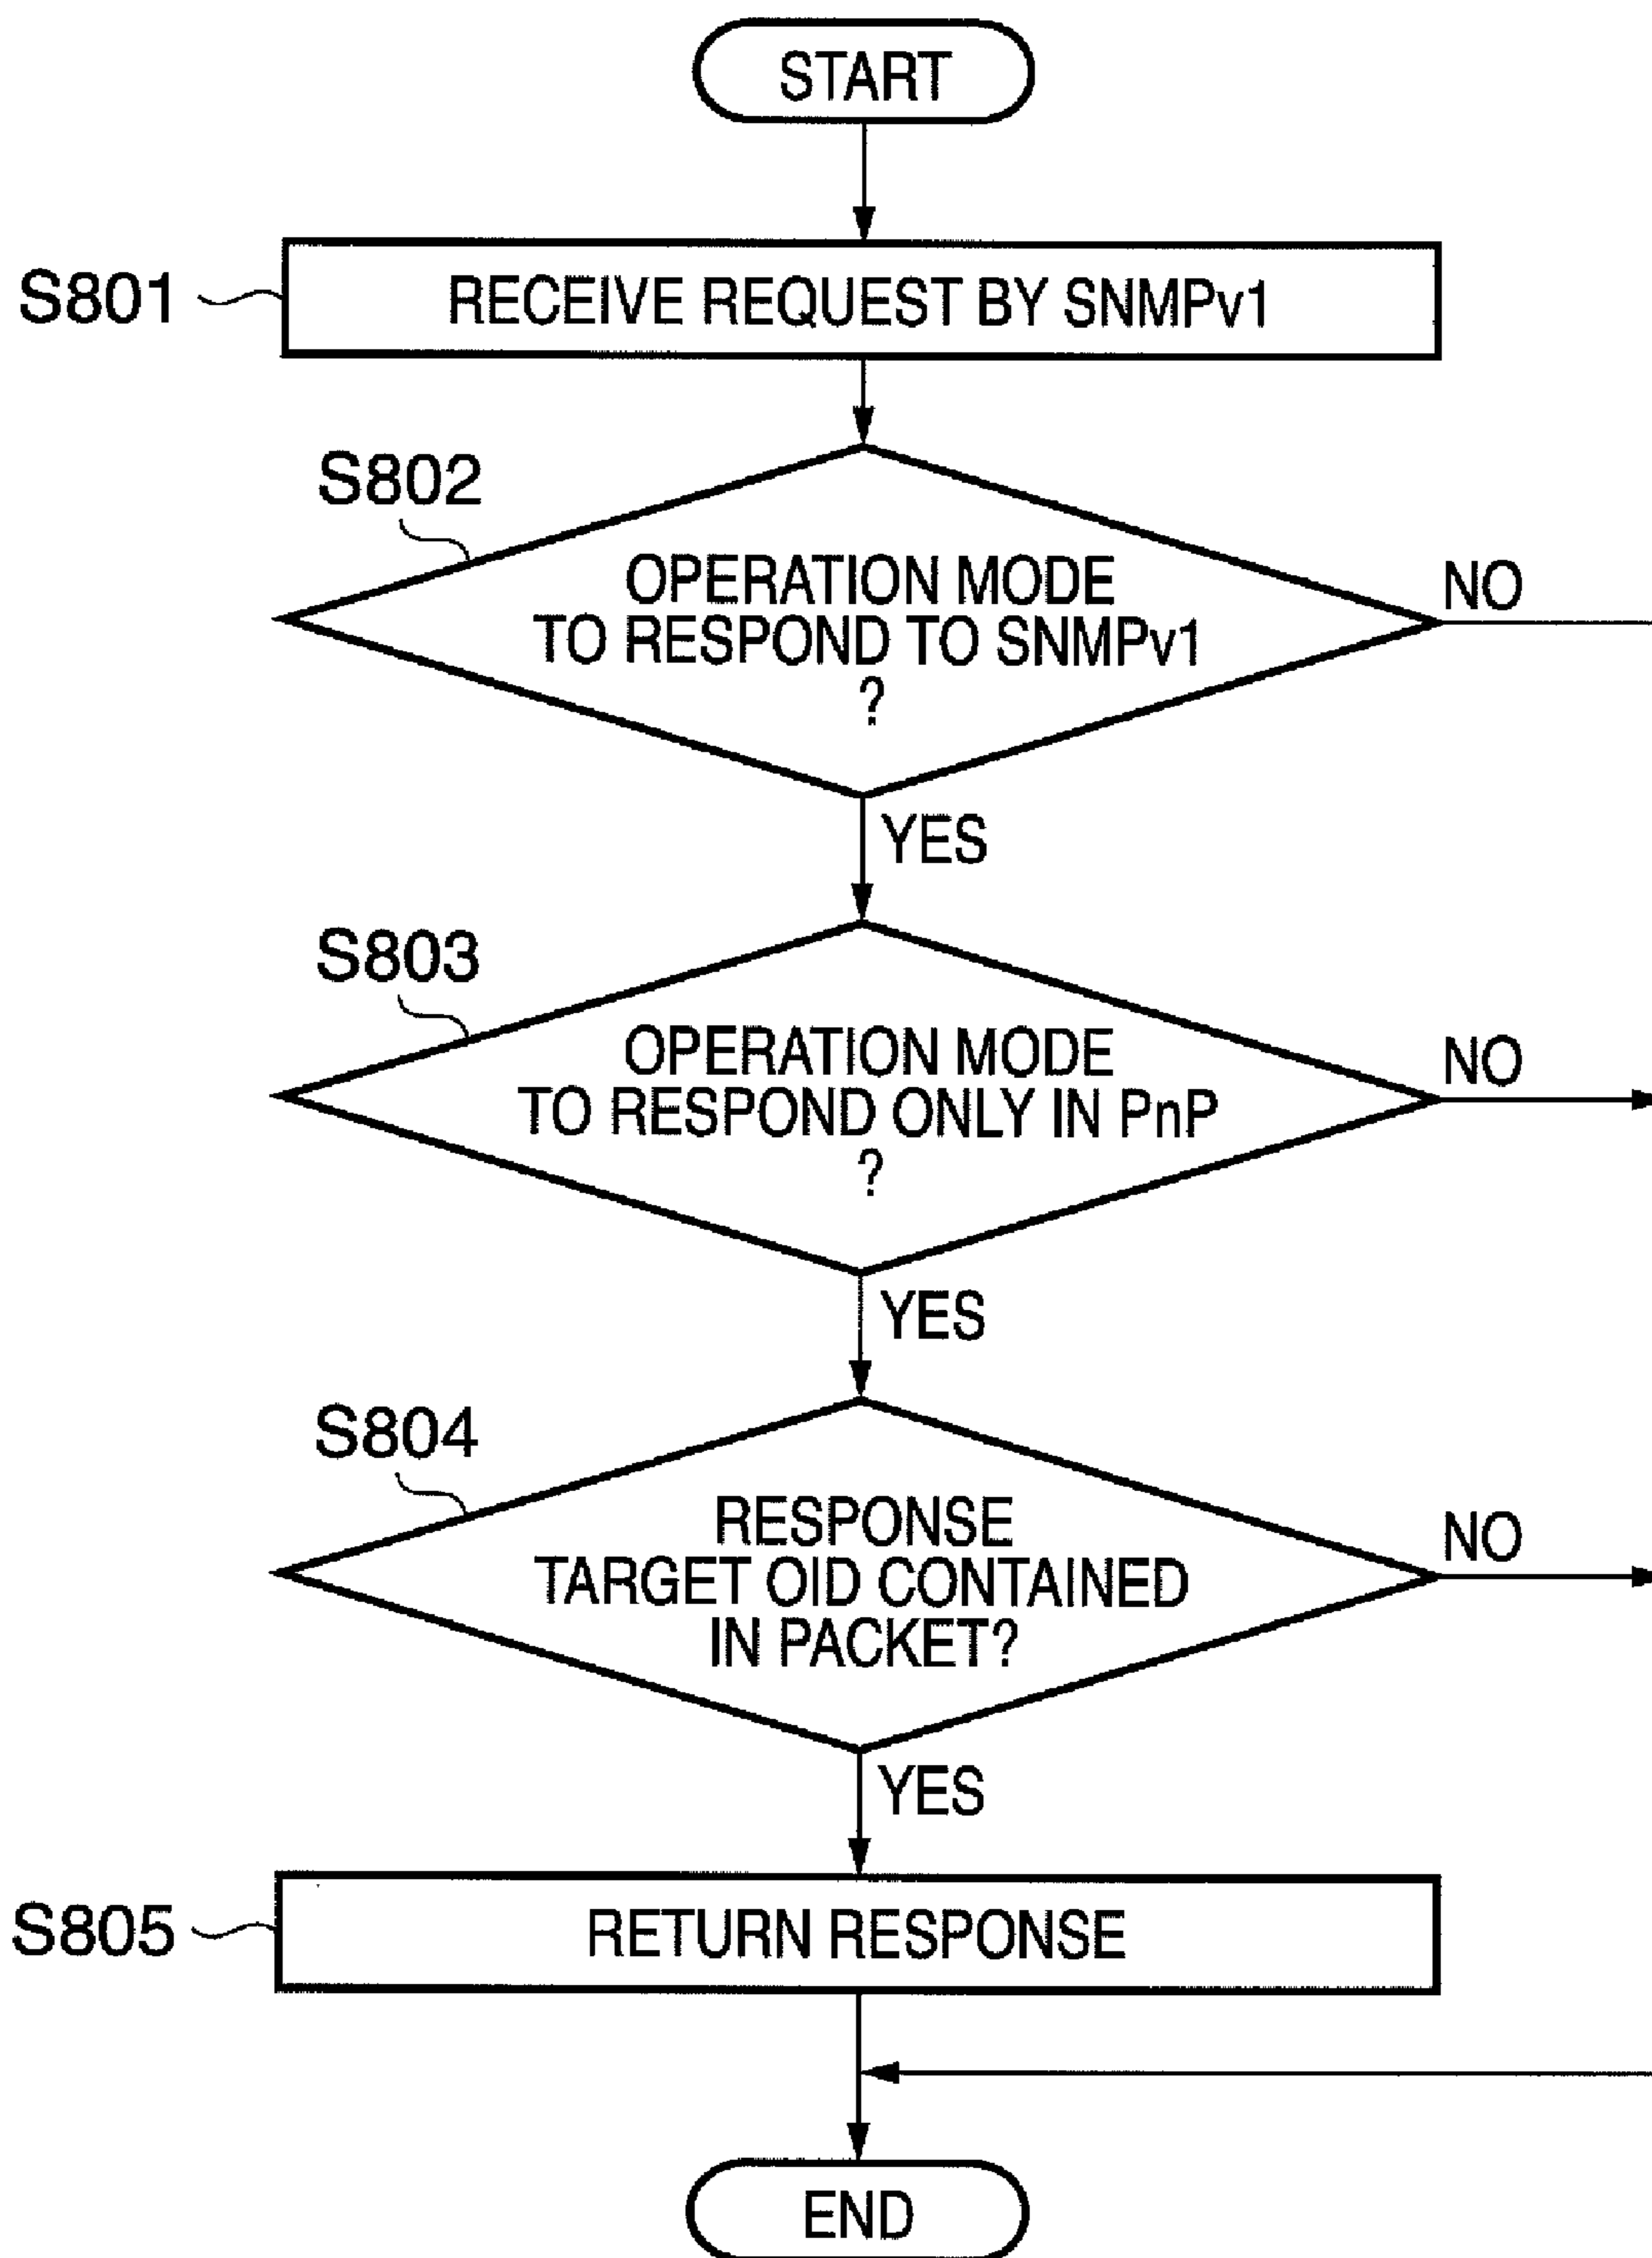 START
S801
RECEIVE REQUEST BY SNMPv1
S802
OPERATION MODE
TO RESPOND TO SNMPv1
?
NO
YES
S803
OPERATION MODE
TO RESPOND ONLY IN PnP
?
NO
YES
S804
RESPONSE
TARGET OID CONTAINED
IN PACKET?
NO
YES
S805
RETURN RESPONSE
END